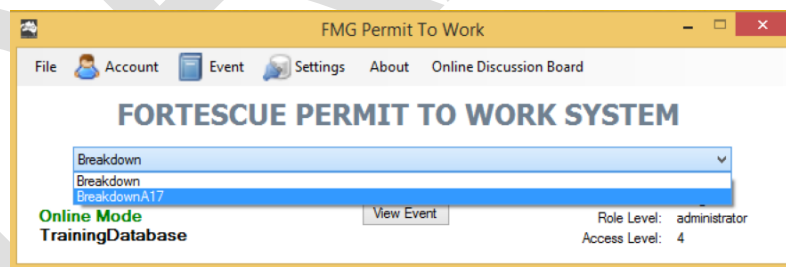 FMG Permit To Work
File Account Event Settings About Online Discussion Board
FORTESCUE PERMIT TO WORK SYSTEM
Breakdown
Breakdown
BreakdownA17
Online Mode View Event Role Level: administrator
TrainingDatabase Access Level: 4